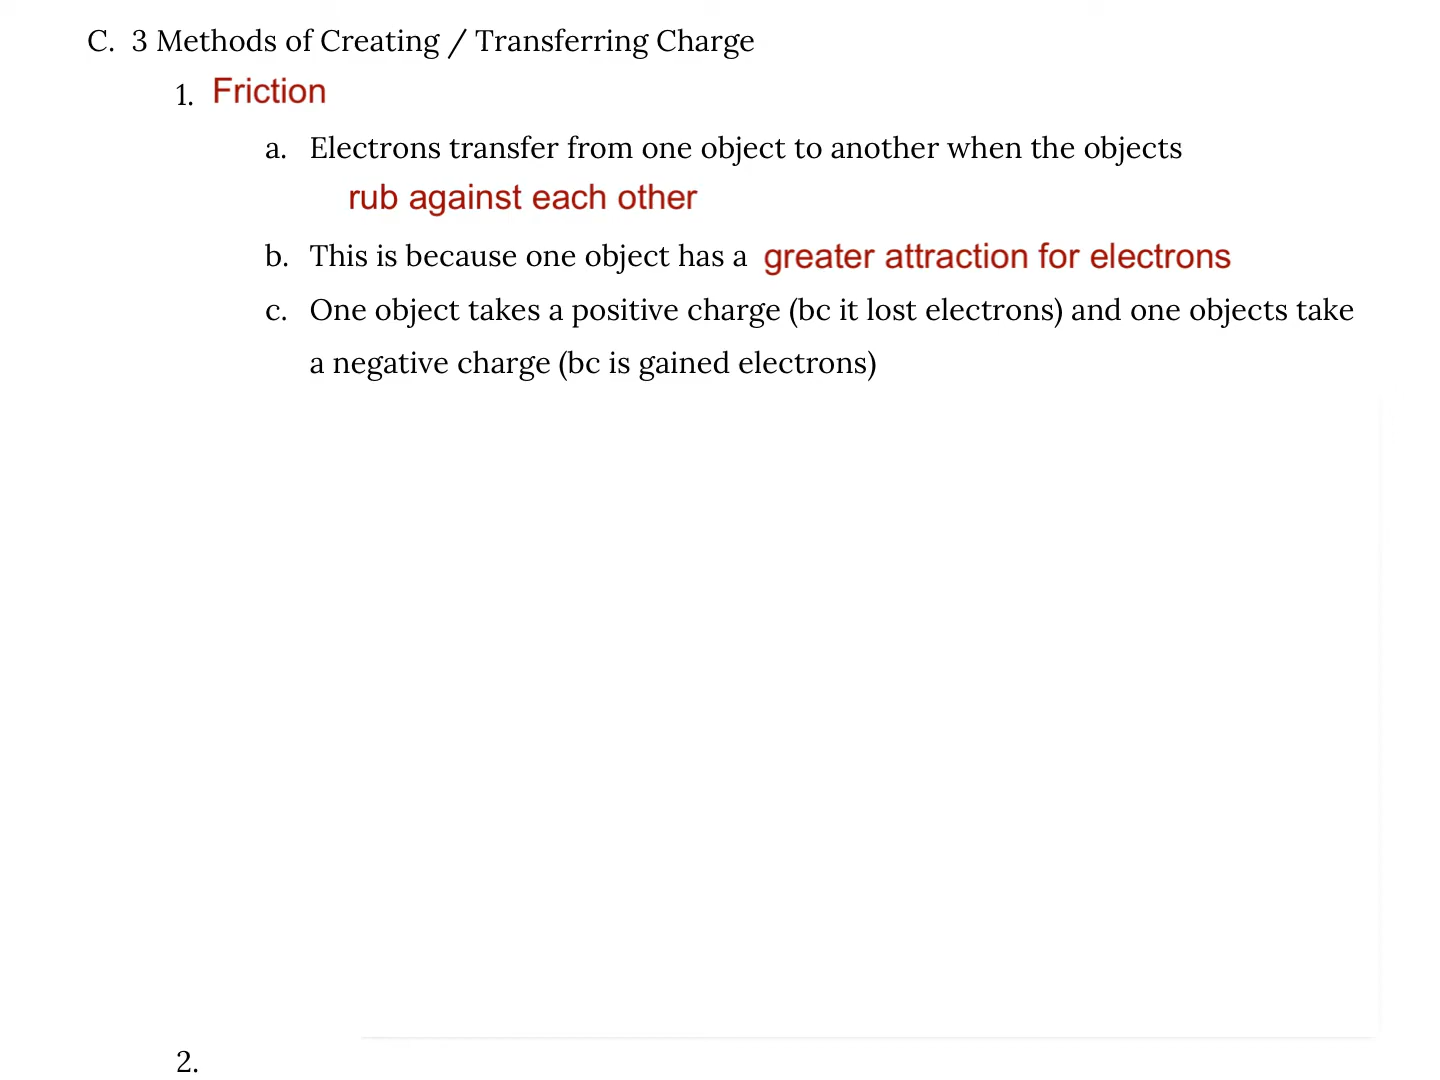 C. 3 Methods of Creating / Transferring Charge
1. Friction
a. Electrons transfer from one object to another when the objects
rub against each other
b. This is because one object has a greater attraction for electrons
c. One object takes a positive charge (bc it lost electrons) and one objects take
a negative charge (bc is gained electrons)
2.